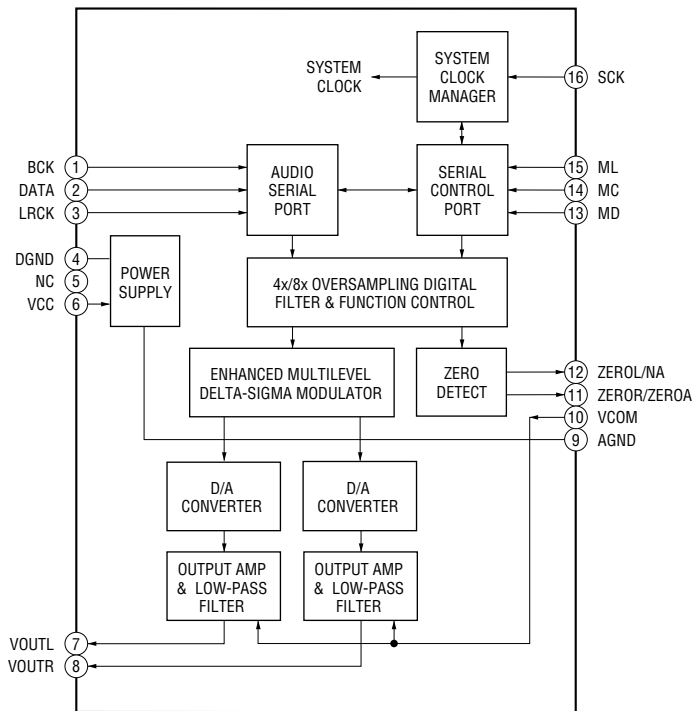 SYSTEM
CLOCK
SYSTEM
CLOCK
MANAGER
16 SCK
BCK 1
DATA 2
LRCK 3
AUDIO
SERIAL
PORT
SERIAL
CONTROL
PORT
15 ML
14 MC
13 MD
DGND 4
NC 5
VCC 6
POWER
SUPPLY
4x/8x OVERSAMPLING DIGITAL
FILTER & FUNCTION CONTROL
ENHANCED MULTILEVEL
DELTA-SIGMA MODULATOR
ZERO
DETECT
12 ZEROL/NA
11 ZEROR/ZEROA
10 VCOM
9 AGND
D/A
CONVERTER
D/A
CONVERTER
OUTPUT AMP
& LOW-PASS
FILTER
OUTPUT AMP
& LOW-PASS
FILTER
VOUTL 7
VOUTR 8